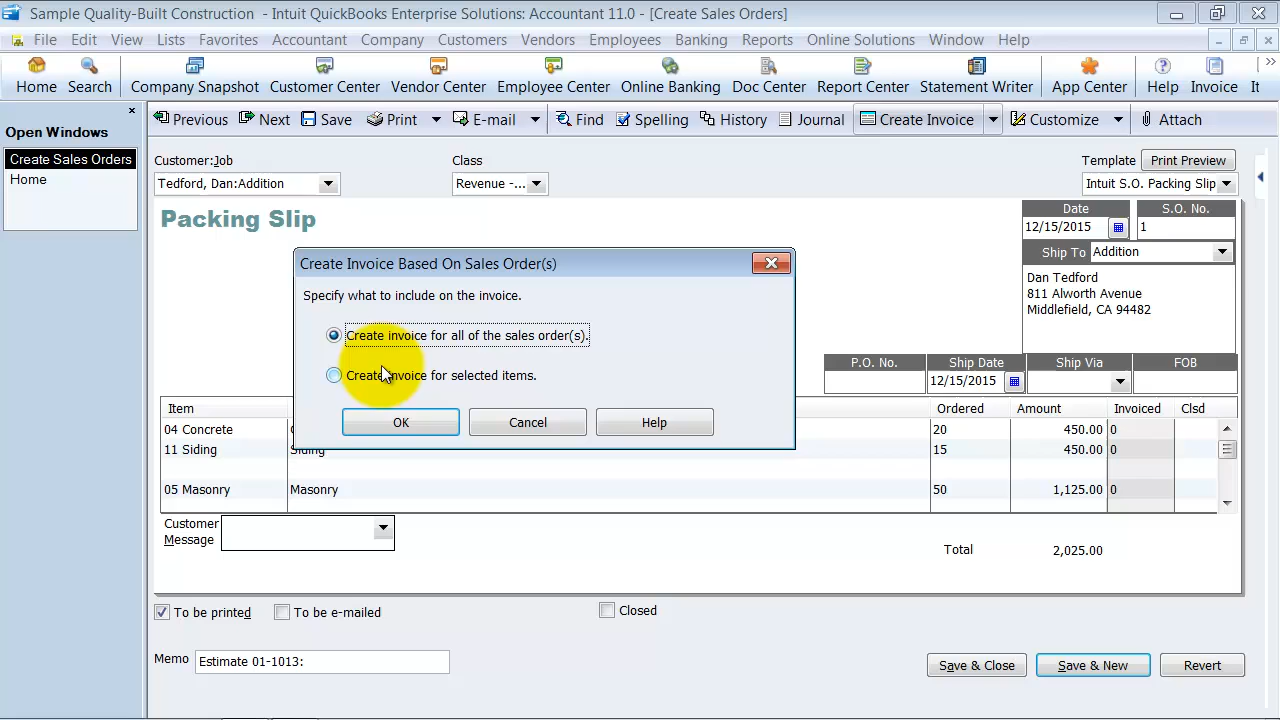 Sample Quality-Built Construction - Intuit QuickBooks Enterprise Solutions: Accountant 11.0 - [Create Sales Orders]
File Edit View Lists Favorites Accountant Company Customers Vendors Employees Banking Reports Online Solutions Window Help
Home Search Company Snapshot Customer Center Vendor Center Employee Center Online Banking Doc Center Report Center Statement Writer App Center Help Invoice It
Open Windows
Create Sales Orders
Home
Previous Next Save Print E-mail Find Spelling History Journal Create Invoice Customize Attach
Customer:Job Class Template Print Preview
Tedford, Dan:Addition Revenue -... Intuit S.O. Packing Slip
Packing Slip
Date S.O. No.
12/15/2015 1
Ship To Addition
Dan Tedford
811 Alworth Avenue
Middlefield, CA 94482
Create Invoice Based On Sales Order(s)
Specify what to include on the invoice.
Create invoice for all of the sales order(s).
Create invoice for selected items.
OK Cancel Help
P.O. No. Ship Date Ship Via FOB
12/15/2015
Item Ordered Amount Invoiced Clsd
04 Concrete 20 450.00 0
11 Siding Siding 15 450.00 0
05 Masonry Masonry 50 1,125.00 0
Customer
Message
Total 2,025.00
To be printed To be e-mailed Closed
Memo Estimate 01-1013:
Save & Close Save & New Revert